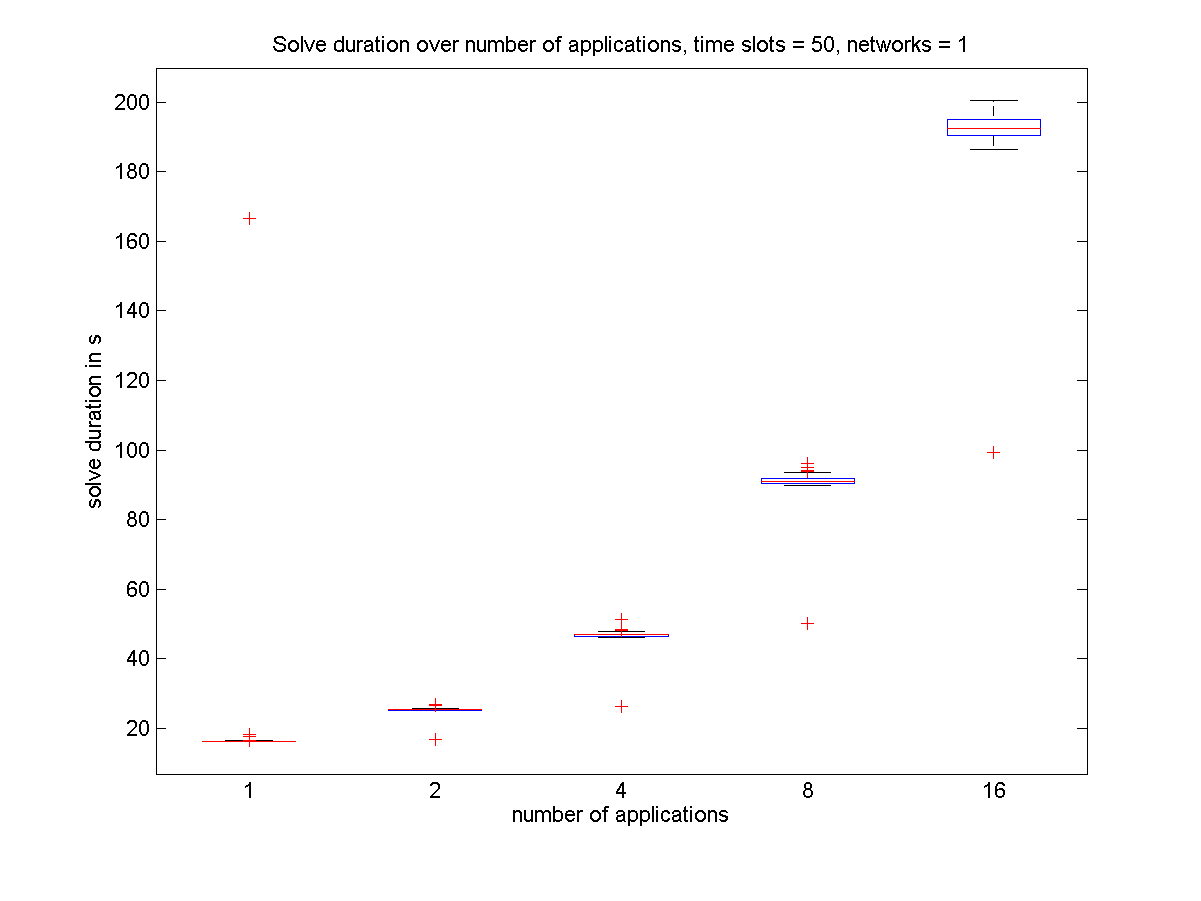 Solve duration over number of applications, time slots = 50, networks = 1
200
180
160
140
120
100
80
60
40
20
solve duration in s
1 2 4 8 16
number of applications